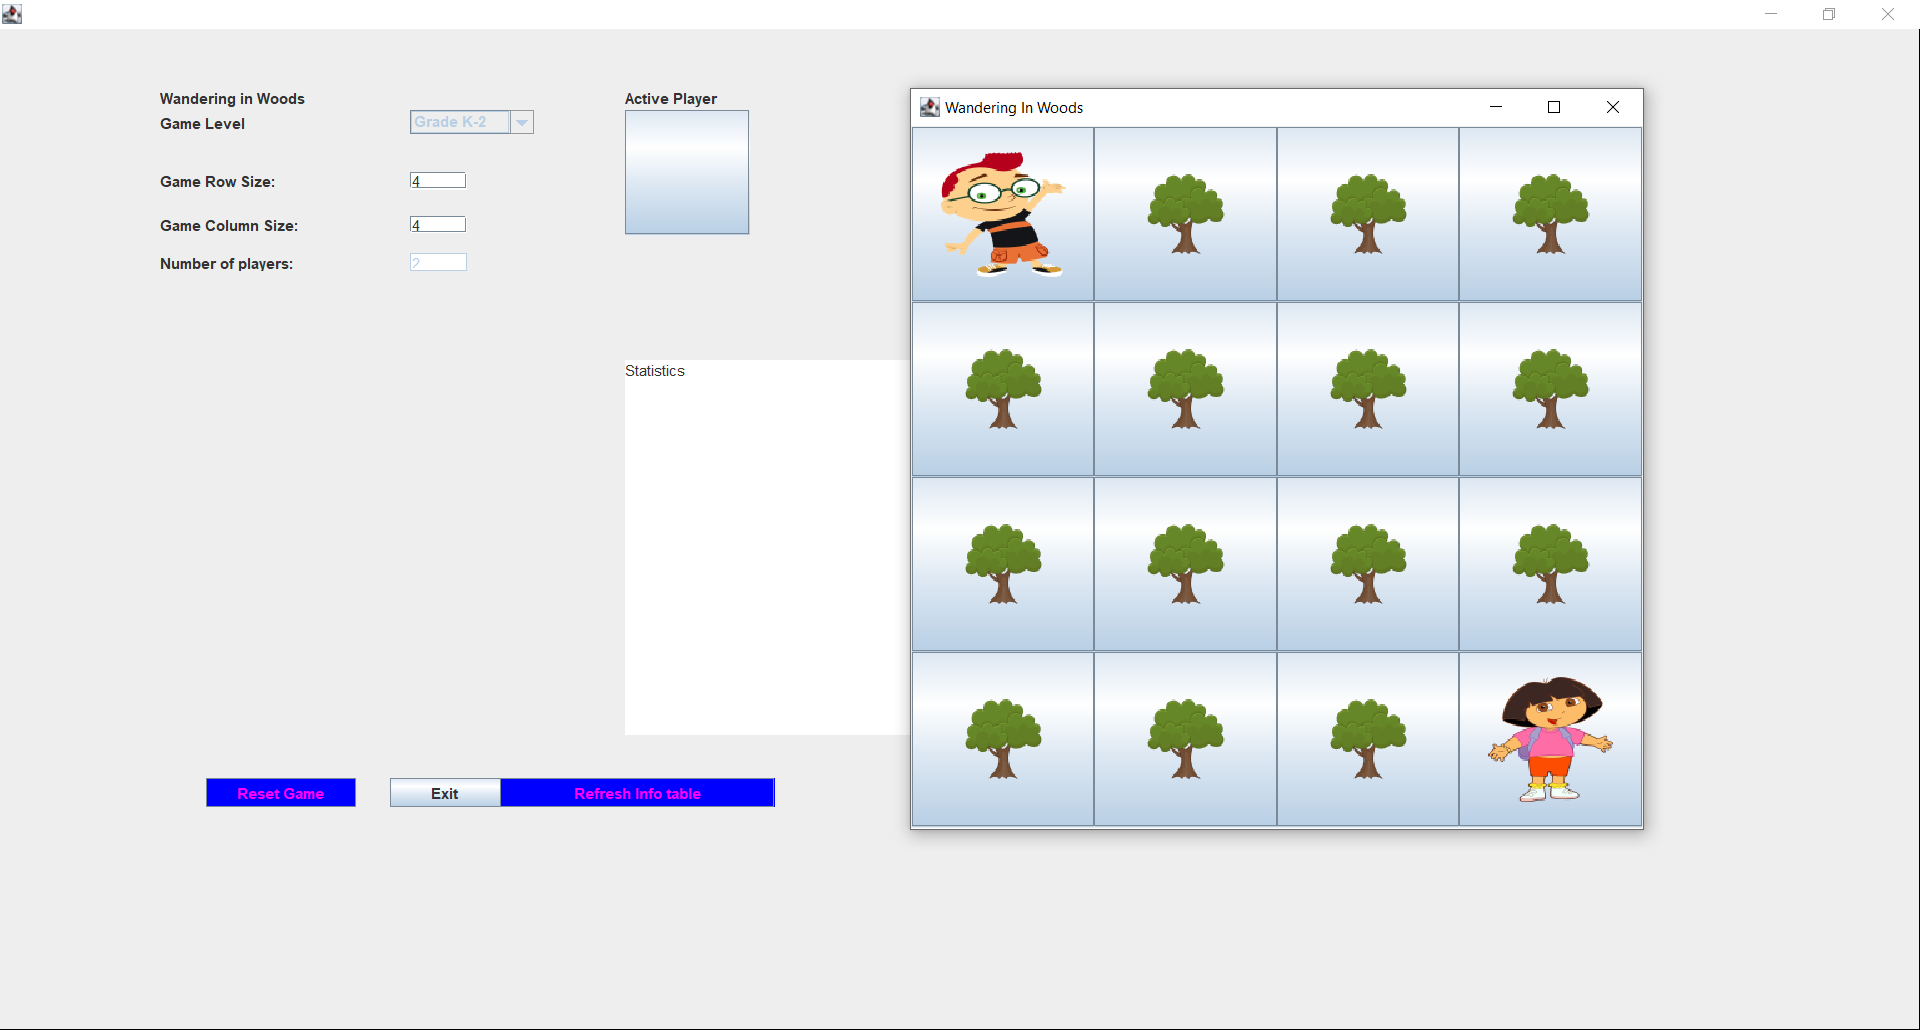 Wandering in Woods
Game Level
Grade K-2
Game Row Size:
4
Game Column Size:
4
Number of players:
2
Active Player
Statistics
Reset Game
Exit
Refresh Info table
Wandering In Woods